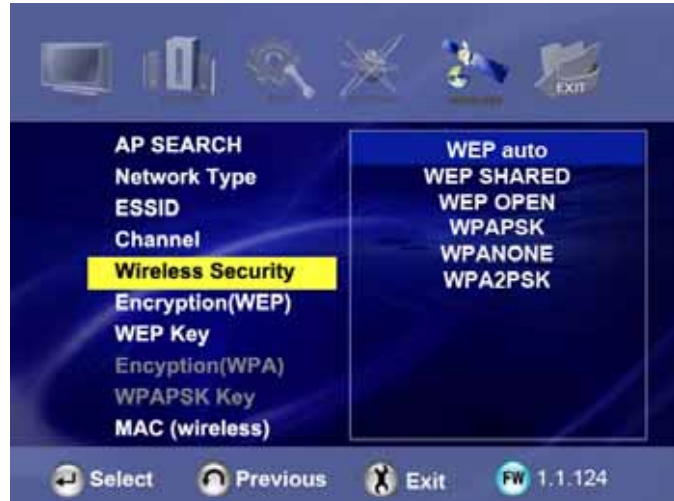 EXIT
AP SEARCH
Network Type
ESSID
Channel
Wireless Security
Encryption(WEP)
WEP Key
Encyption(WPA)
WPAPSK Key
MAC (wireless)
WEP auto
WEP SHARED
WEP OPEN
WPAPSK
WPANONE
WPA2PSK
Select Previous Exit FW 1.1.124